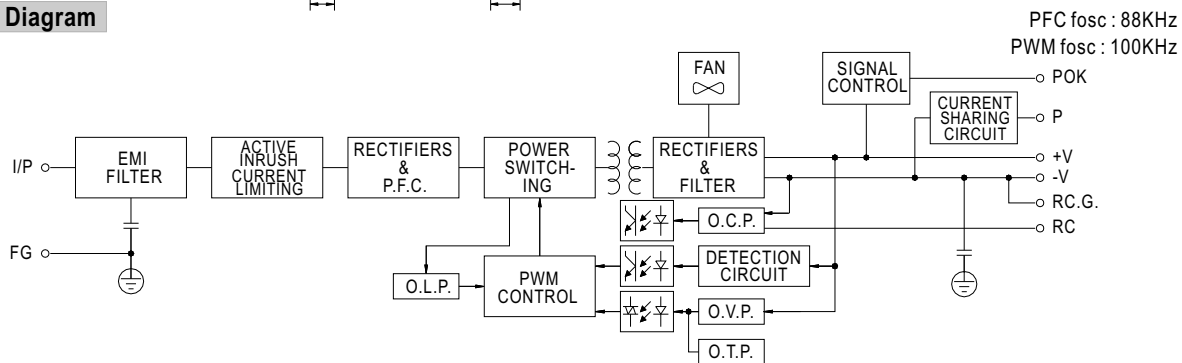 Diagram
PFC fosc : 88KHz
PWM fosc : 100KHz
FAN
SIGNAL
CONTROL
POK
CURRENT
SHARING
CIRCUIT
P
I/P
EMI
FILTER
ACTIVE
INRUSH
CURRENT
LIMITING
RECTIFIERS
&
P.F.C.
POWER
SWITCH-
ING
RECTIFIERS
&
FILTER
+V
-V
RC.G.
RC
O.C.P.
FG
O.L.P.
PWM
CONTROL
DETECTION
CIRCUIT
O.V.P.
O.T.P.